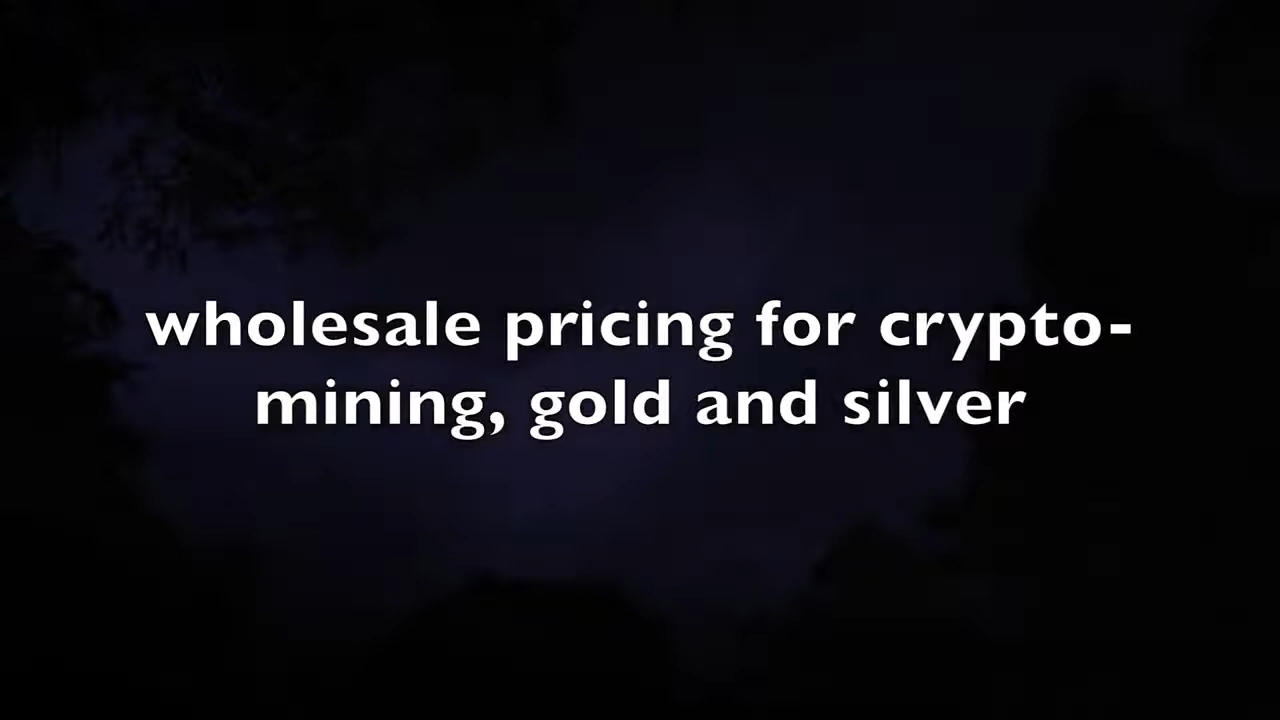 wholesale pricing for crypto-
mining, gold and silver